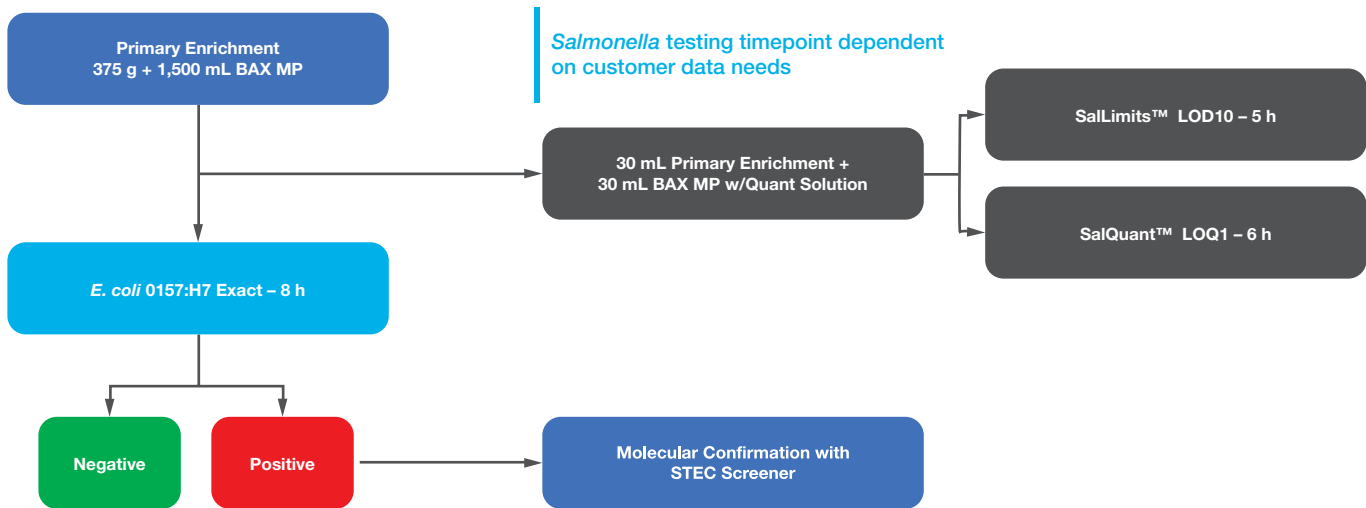 Primary Enrichment
375 g + 1,500 mL BAX MP
Salmonella testing timepoint dependent
on customer data needs
SalLimits™ LOD10 – 5 h
30 mL Primary Enrichment +
30 mL BAX MP w/Quant Solution
SalQuant™ LOQ1 – 6 h
E. coli 0157:H7 Exact – 8 h
Negative
Positive
Molecular Confirmation with
STEC Screener